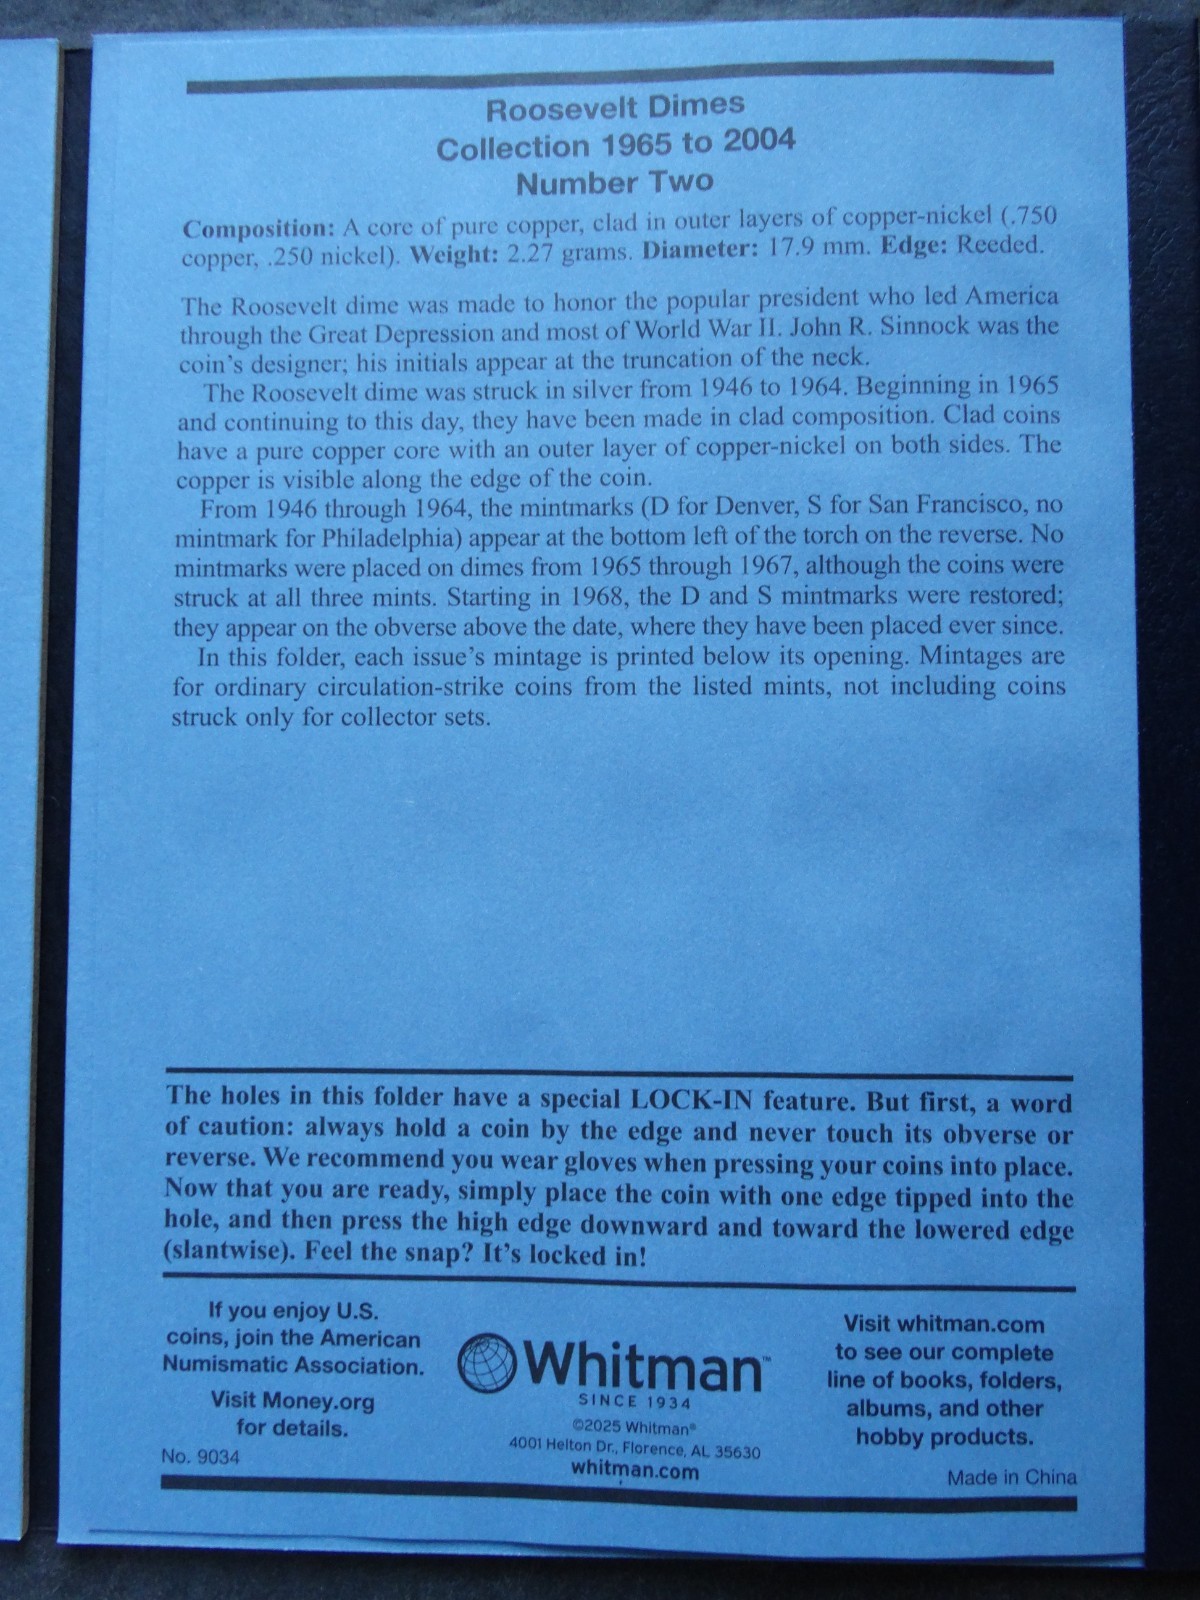 Roosevelt Dimes
Collection 1965 to 2004
Number Two
Composition: A core of pure copper, clad in outer layers of copper-nickel (.750
copper, .250 nickel). Weight: 2.27 grams. Diameter: 17.9 mm. Edge: Reeded.
The Roosevelt dime was made to honor the popular president who led America
through the Great Depression and most of World War II. John R. Sinnock was the
coin's designer; his initials appear at the truncation of the neck.
The Roosevelt dime was struck in silver from 1946 to 1964. Beginning in 1965
and continuing to this day, they have been made in clad composition. Clad coins
have a pure copper core with an outer layer of copper-nickel on both sides. The
copper is visible along the edge of the coin.
From 1946 through 1964, the mintmarks (D for Denver, S for San Francisco, no
mintmark for Philadelphia) appear at the bottom left of the torch on the reverse. No
mintmarks were placed on dimes from 1965 through 1967, although the coins were
struck at all three mints. Starting in 1968, the D and S mintmarks were restored;
they appear on the obverse above the date, where they have been placed ever since.
In this folder, each issue's mintage is printed below its opening. Mintages are
for ordinary circulation-strike coins from the listed mints, not including coins
struck only for collector sets.
The holes in this folder have a special LOCK-IN feature. But first, a word
of caution: always hold a coin by the edge and never touch its obverse or
reverse. We recommend you wear gloves when pressing your coins into place.
Now that you are ready, simply place the coin with one edge tipped into the
hole, and then press the high edge downward and toward the lowered edge
(slantwise). Feel the snap? It's locked in!
If you enjoy U.S.
coins, join the American
Numismatic Association.
Visit Money.org
for details.
No. 9034
Whitman™
SINCE 1934
©2025 Whitman®
4001 Helton Dr., Florence, AL 35630
whitman.com
Visit whitman.com
to see our complete
line of books, folders,
albums, and other
hobby products.
Made in China